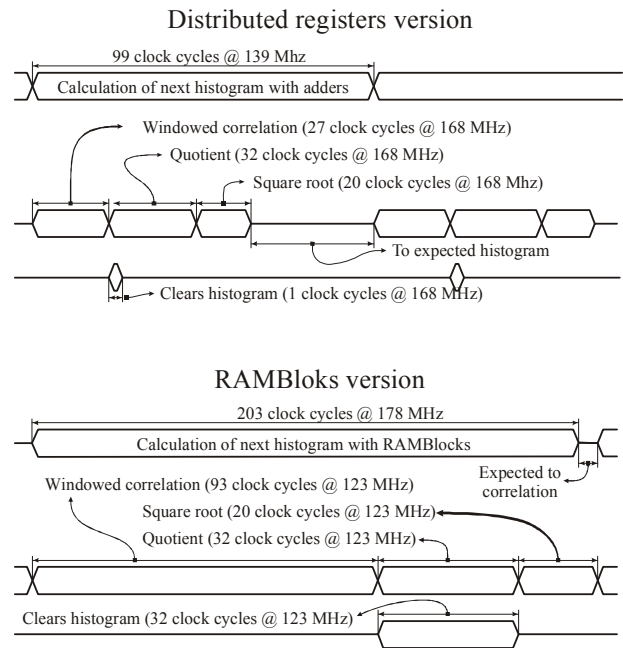 Distributed registers version
99 clock cycles @ 139 Mhz
Calculation of next histogram with adders
Windowed correlation (27 clock cycles @ 168 MHz)
Quotient (32 clock cycles @ 168 MHz)
Square root (20 clock cycles @ 168 Mhz)
To expected histogram
Clears histogram (1 clock cycles @ 168 MHz)
RAMBloks version
203 clock cycles @ 178 MHz
Calculation of next histogram with RAMBlocks
Expected to
correlation
Windowed correlation (93 clock cycles @ 123 MHz)
Square root (20 clock cycles @ 123 MHz)
Quotient (32 clock cycles @ 123 MHz)
Clears histogram (32 clock cycles @ 123 MHz)